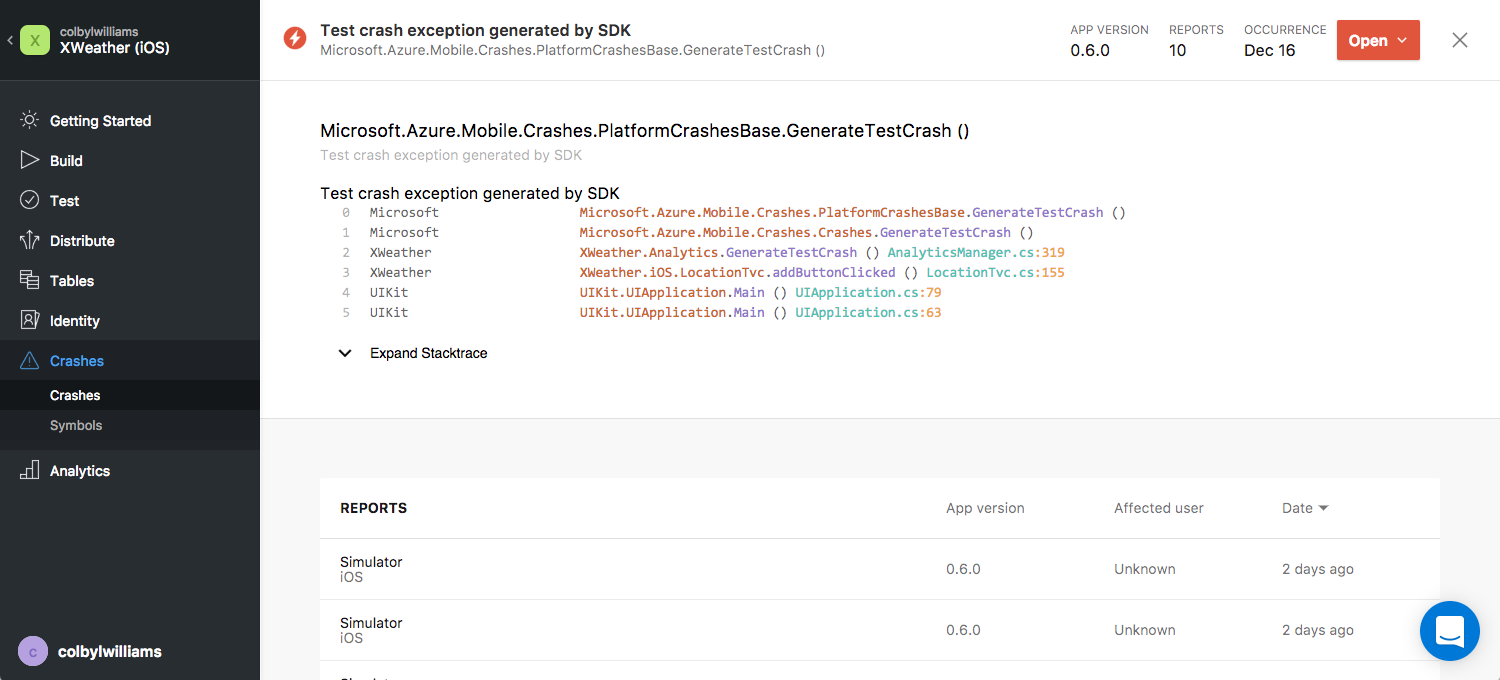 colbylwilliams
X
XWeather (iOS)
Getting Started
Build
Test
Distribute
Tables
Identity
Crashes
Crashes
Symbols
Analytics
c
colbylwilliams
Test crash exception generated by SDK
Microsoft.Azure.Mobile.Crashes.PlatformCrashesBase.GenerateTestCrash ()
APP VERSION
0.6.0
REPORTS
10
OCCURRENCE
Dec 16
Open
Microsoft.Azure.Mobile.Crashes.PlatformCrashesBase.GenerateTestCrash ()
Test crash exception generated by SDK
Test crash exception generated by SDK
0 Microsoft Microsoft.Azure.Mobile.Crashes.PlatformCrashesBase.GenerateTestCrash ()
1 Microsoft Microsoft.Azure.Mobile.Crashes.Crashes.GenerateTestCrash ()
2 XWeather XWeather.Analytics.GenerateTestCrash () AnalyticsManager.cs:319
3 XWeather XWeather.iOS.LocationTvc.addButtonClicked () LocationTvc.cs:155
4 UIKit UIKit.UIApplication.Main () UIApplication.cs:79
5 UIKit UIKit.UIApplication.Main () UIApplication.cs:63
Expand Stacktrace
REPORTS App version Affected user Date
Simulator
iOS
0.6.0 Unknown 2 days ago
Simulator
iOS
0.6.0 Unknown 2 days ago